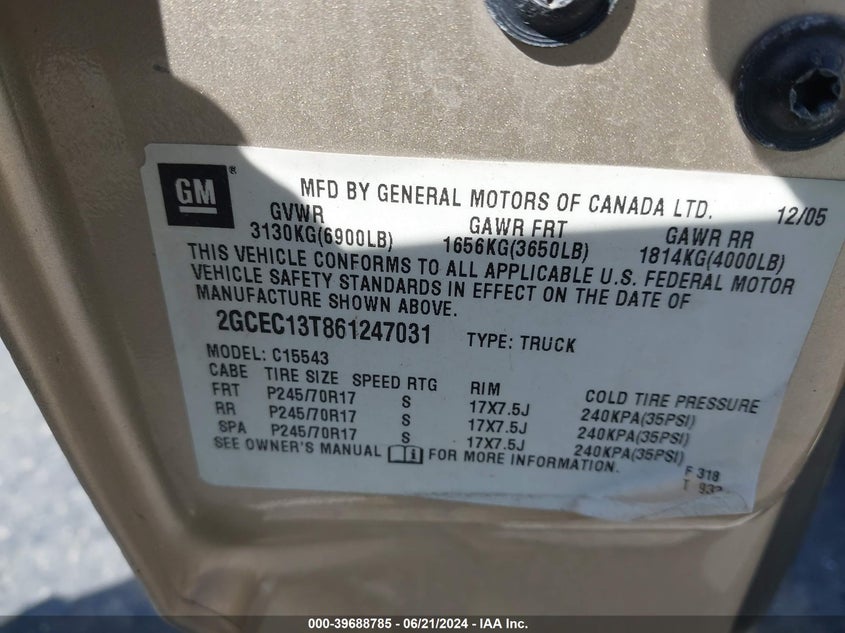 GM®
MFD BY GENERAL MOTORS OF CANADA LTD. 12/05
GVWR GAWR FRT GAWR RR
3130KG(6900LB) 1656KG(3650LB) 1814KG(4000LB)
THIS VEHICLE CONFORMS TO ALL APPLICABLE U.S. FEDERAL MOTOR
VEHICLE SAFETY STANDARDS IN EFFECT ON THE DATE OF
MANUFACTURE SHOWN ABOVE.
2GCEC13T861247031 TYPE: TRUCK
MODEL: C15543
CABE TIRE SIZE SPEED RTG RIM COLD TIRE PRESSURE
FRT P245/70R17 S 17X7.5J 240KPA(35PSI)
RR P245/70R17 S 17X7.5J 240KPA(35PSI)
SPA P245/70R17 S 17X7.5J 240KPA(35PSI)
SEE OWNER'S MANUAL FOR MORE INFORMATION.
F 318
T
000-39688785 - 06/21/2024 - IAA Inc.